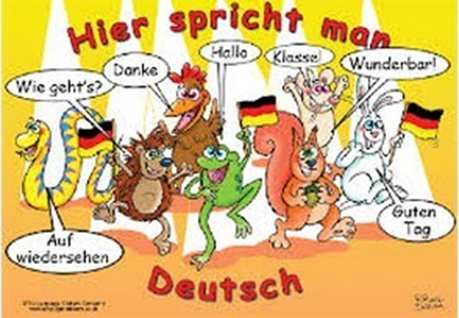 Hier spricht man
Wie geht's?
Danke
Hallo
Klasse!
Wunderbar!
Auf
wiedersehen
Guten
Tag
Deutsch